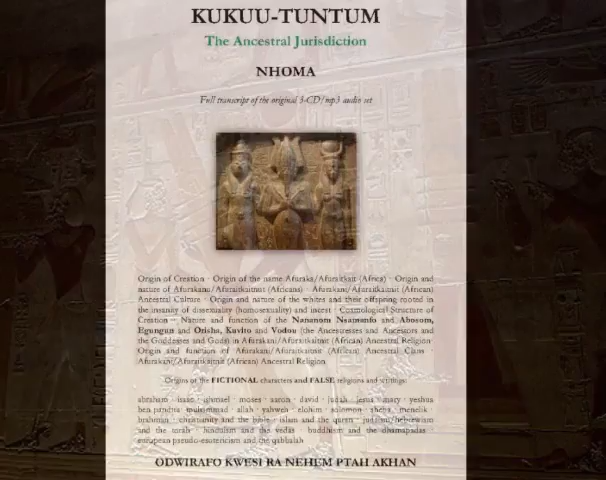 KUKUU-TUNTUM
The Ancestral Jurisdiction
NHOMA
Full transcript of the original 3-CD/mp3 audio set
Origin of Creation · Origin of the name Afuraka/Afuraitkait (Africa) · Origin and
nature of Afurakanu/Afuraitkaitnut (Africans) · Afurakani/Afuraitkaitnit (African)
Ancestral Culture · Origin and nature of the whites and their offspring rooted in
the insanity of dissexuality (homosexuality) and incest · Cosmological Structure of
Creation · Nature and function of the Nananom Nsamanfo and Abosom,
Egungun and Orisha, Kuvito and Vodou (the Ancestresses and Ancestors and
the Goddesses and Gods) in Afurakani/Afuraitkaitnit (African) Ancestral Religion
Origin and function of Afurakani/Afuraitkaitnit (African) Ancestral Clans ·
Afurakani/Afuraitkaitnit (African) Ancestral Religion
Origins of the FICTIONAL characters and FALSE religions and writings:
abraham · isaac · ishmael · moses · aaron · david · judah · jesus · mary · yeshua
ben pandira · muhammad · allah · yahweh · elohim · solomon · sheba, menelik ·
brahman · christianity and the bible · islam and the quran · judaism/hebrewism
and the torah · hinduism and the vedas · buddhism and the dhamapadas ·
european pseudo-esotericism and the qabbalah
ODWIRAFO KWESI RA NEHEM PTAH AKHAN